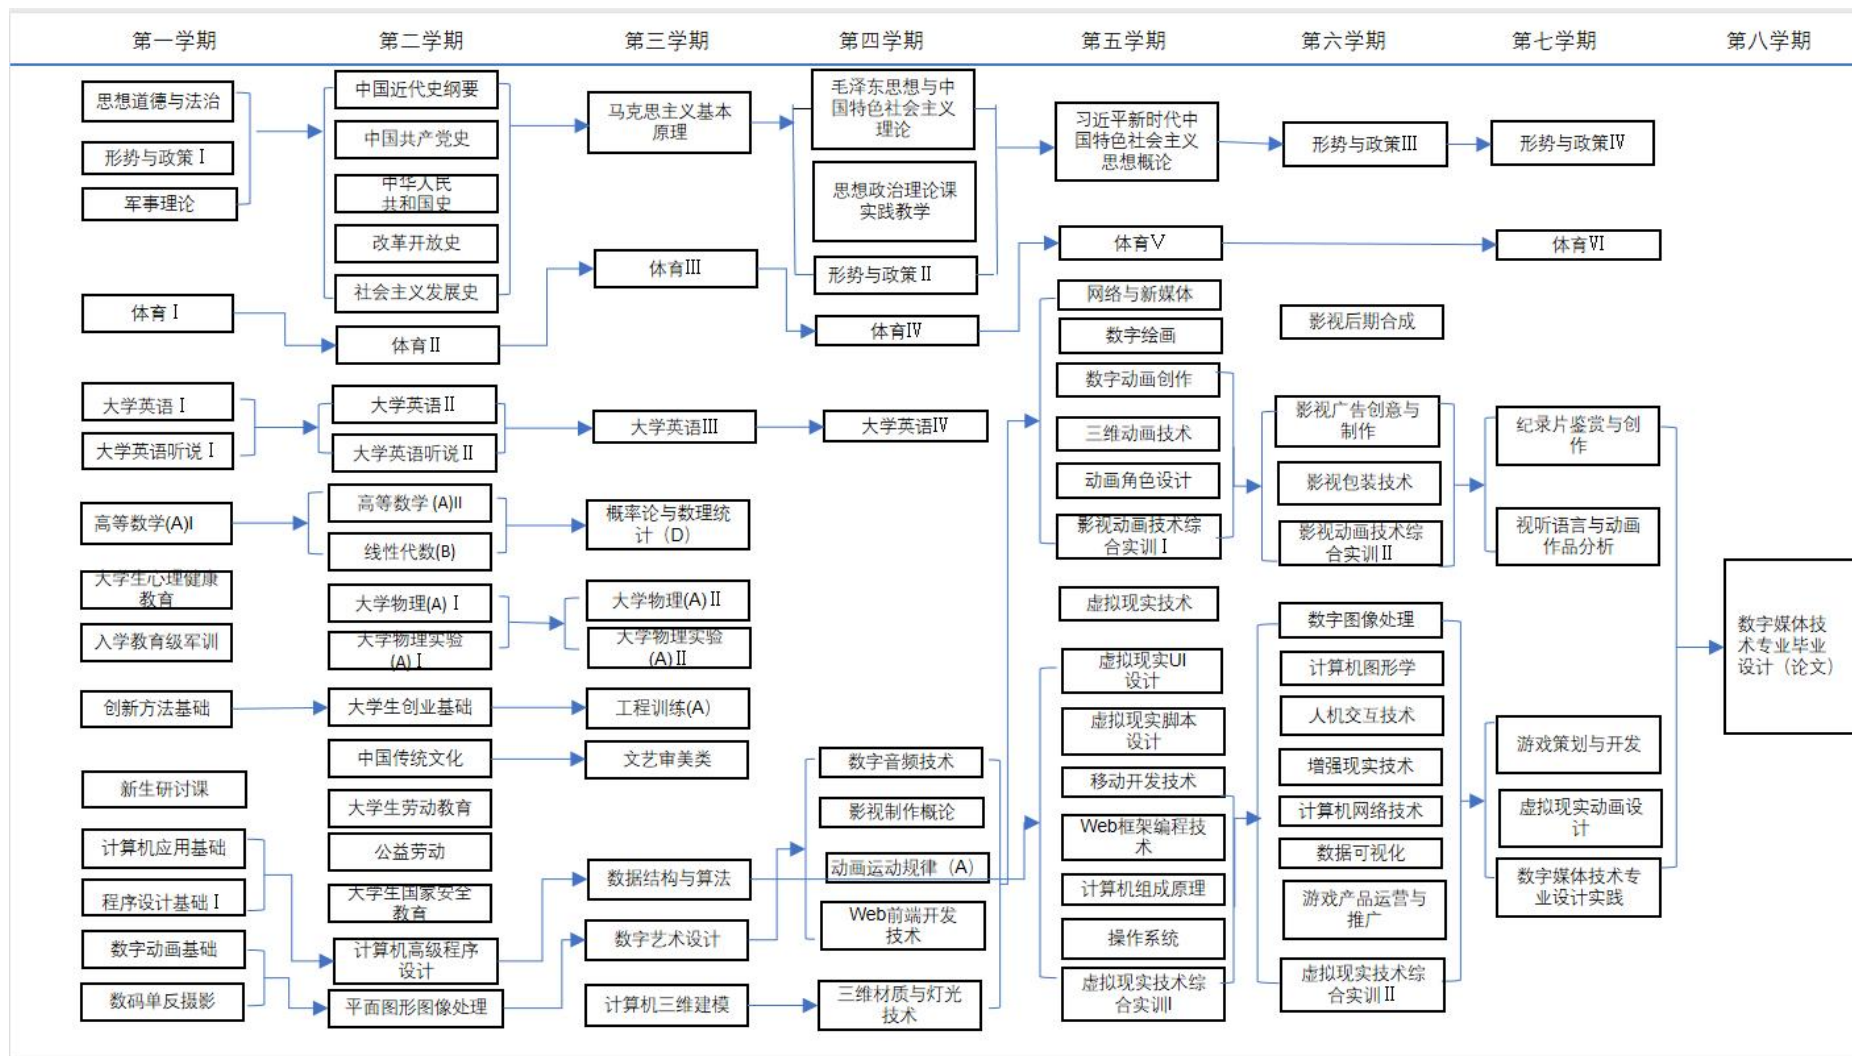 第一学期
第二学期
第三学期
第四学期
第五学期
第六学期
第七学期
第八学期
思想道德与法治
形势与政策Ⅰ
军事理论
体育Ⅰ
大学英语Ⅰ
大学英语听说Ⅰ
高等数学(A)I
大学生心理健康
教育
入学教育级军训
创新方法基础
新生研讨课
计算机应用基础
程序设计基础Ⅰ
数字动画基础
数码单反摄影
中国近代史纲要
中国共产党史
中华人民
共和国史
改革开放史
社会主义发展史
体育Ⅱ
大学英语Ⅱ
大学英语听说Ⅱ
高等数学(A)II
线性代数(B)
大学物理(A)Ⅰ
大学物理实验
(A)Ⅰ
大学生创业基础
中国传统文化
大学生劳动教育
公益劳动
大学生国家安全
教育
计算机高级程序
设计
平面图形图像处理
马克思主义基本
原理
体育Ⅲ
大学英语Ⅲ
概率论与数理统
计（D）
大学物理(A)Ⅱ
大学物理实验
(A)Ⅱ
工程训练(A）
文艺审美类
数据结构与算法
数字艺术设计
计算机三维建模
毛泽东思想与中
国特色社会主义
理论
思想政治理论课
实践教学
形势与政策Ⅱ
体育Ⅳ
大学英语Ⅳ
数字音频技术
影视制作概论
动画运动规律（A）
Web前端开发
技术
三维材质与灯光
技术
习近平新时代中
国特色社会主义
思想概论
体育Ⅴ
网络与新媒体
数字绘画
数字动画创作
三维动画技术
动画角色设计
影视动画技术综
合实训Ⅰ
虚拟现实技术
虚拟现实UI
设计
虚拟现实脚本
设计
移动开发技术
Web框架编程技
术
计算机组成原理
操作系统
虚拟现实技术综
合实训I
形势与政策Ⅲ
影视后期合成
影视广告创意与
制作
影视包装技术
影视动画技术综
合实训Ⅱ
数字图像处理
计算机图形学
人机交互技术
增强现实技术
计算机网络技术
数据可视化
游戏产品运营与
推广
虚拟现实技术综
合实训Ⅱ
形势与政策Ⅳ
体育Ⅵ
纪录片鉴赏与创
作
视听语言与动画
作品分析
游戏策划与开发
虚拟现实动画设
计
数字媒体技术专
业设计实践
数字媒体技
术专业毕业
设计（论文）